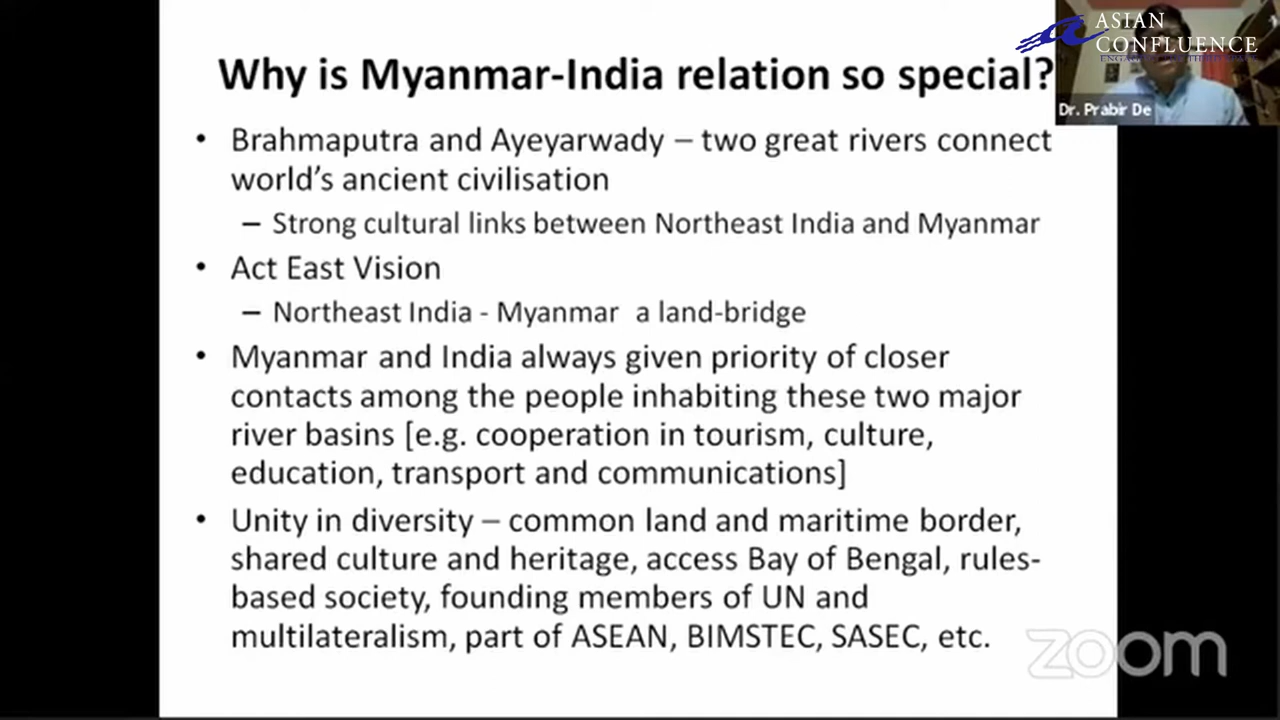 Why is Myanmar-India relation so special?
• Brahmaputra and Ayeyarwady – two great rivers connect
world's ancient civilisation
– Strong cultural links between Northeast India and Myanmar
• Act East Vision
– Northeast India - Myanmar a land-bridge
• Myanmar and India always given priority of closer
contacts among the people inhabiting these two major
river basins [e.g. cooperation in tourism, culture,
education, transport and communications]
• Unity in diversity – common land and maritime border,
shared culture and heritage, access Bay of Bengal, rules-
based society, founding members of UN and
multilateralism, part of ASEAN, BIMSTEC, SASEC, etc.
ASIAN
CONFLUENCE
Dr. Prabir De
zoom